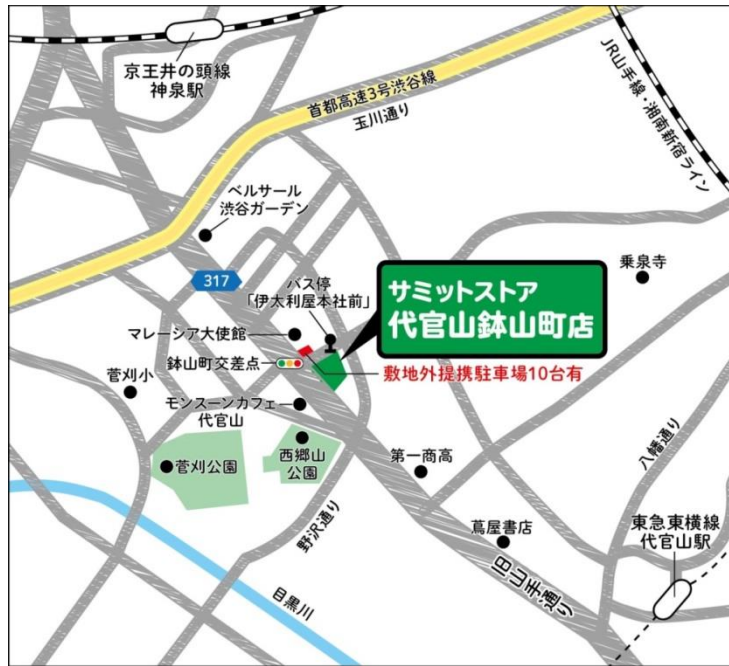 京王井の頭線
神泉駅
首都高速3号渋谷線
玉川通り
JR山手線・湘南新宿ライン
ベルサール
渋谷ガーデン
317
バス停
「伊太利屋本社前」
乗泉寺
サミットストア
代官山鉢山町店
マレーシア大使館
鉢山町交差点
敷地外提携駐車場10台有
菅刈小
モンスーンカフェ
代官山
西郷山
公園
菅刈公園
第一商高
八幡通り
野沢通り
蔦屋書店
東急東横線
代官山駅
旧山手通り
目黒川